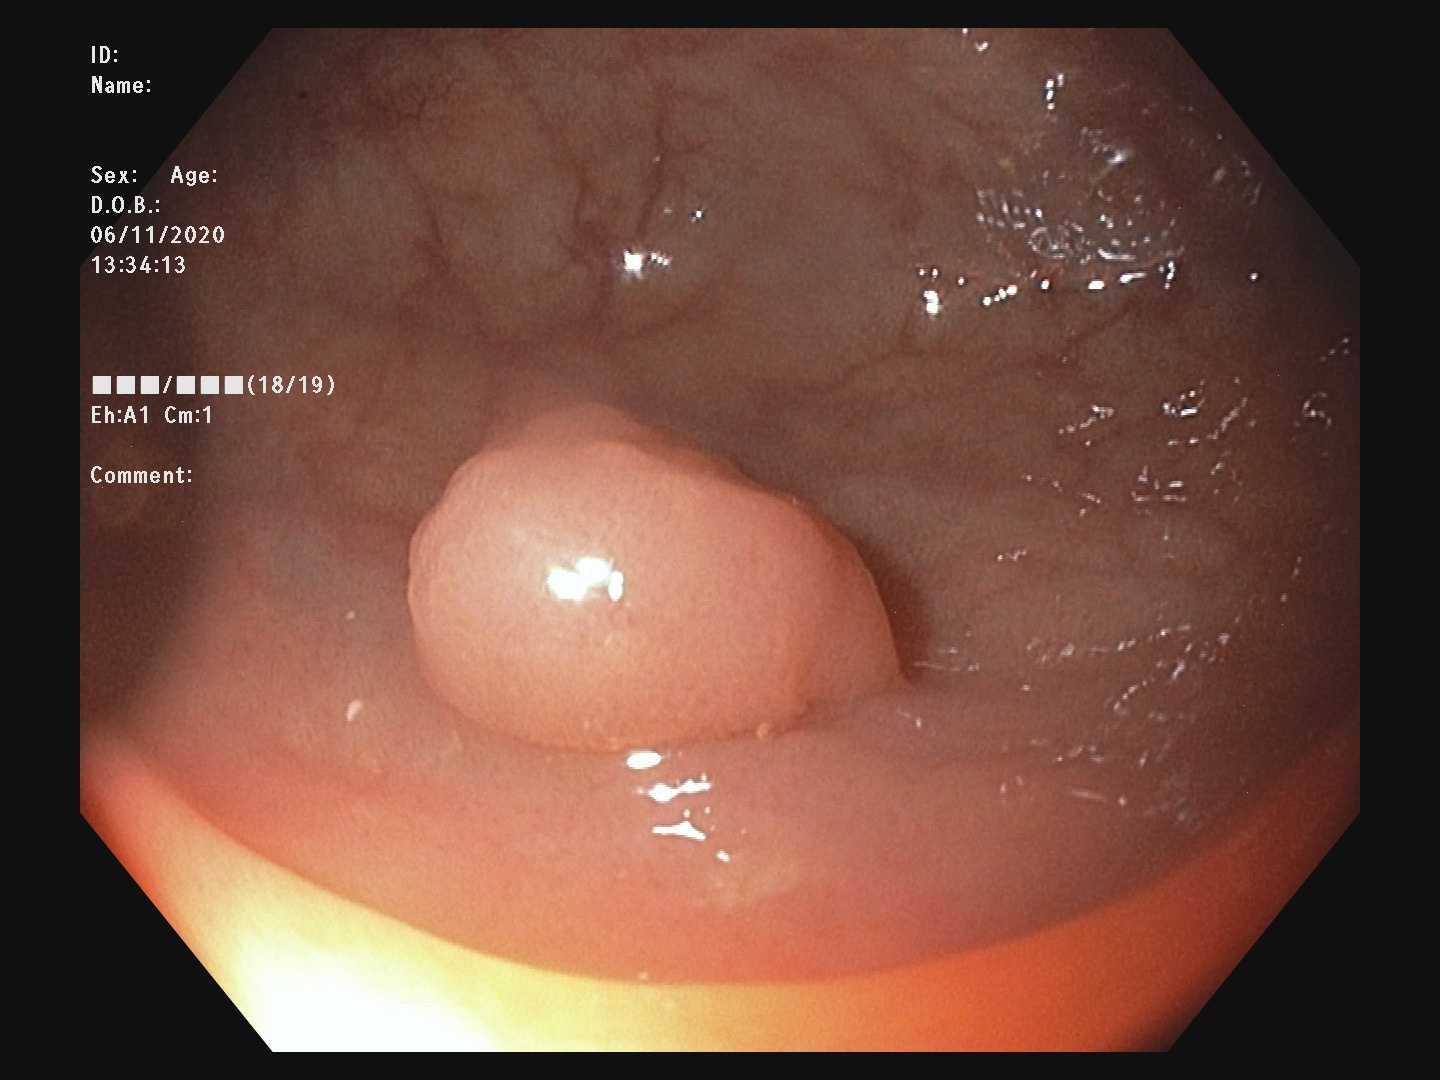 ID:
Name:
Sex: Age:
D.O.B.:
06/11/2020
13:34:13
■■■/■■■(18/19)
Eh:A1 Cm:1
Comment: